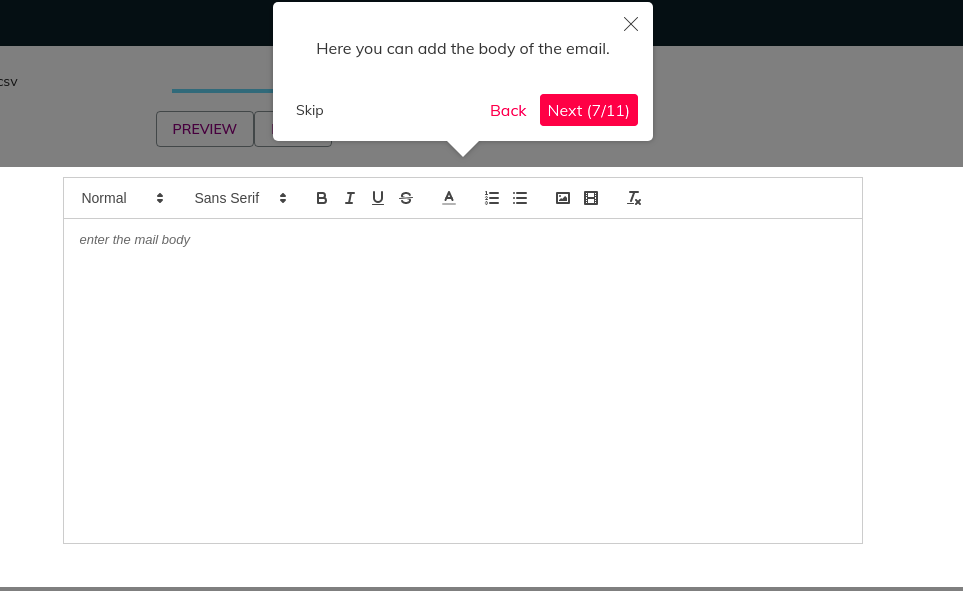 Here you can add the body of the email.
csv
Skip Back Next (7/11)
PREVIEW
Normal Sans Serif
enter the mail body